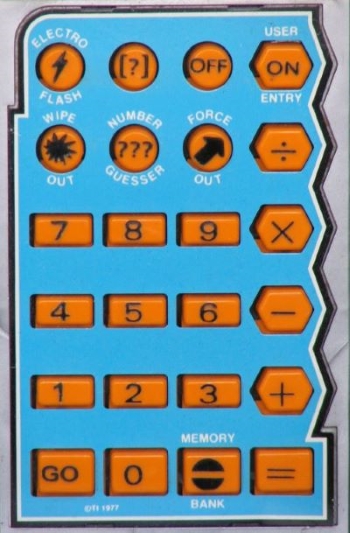 ELECTRO
FLASH
[?]
OFF
USER
ON
ENTRY
WIPE
OUT
NUMBER
???
GUESSER
FORCE
OUT
÷
7 8 9 ×
4 5 6 −
1 2 3 +
MEMORY
GO 0 =
BANK
©TI 1977